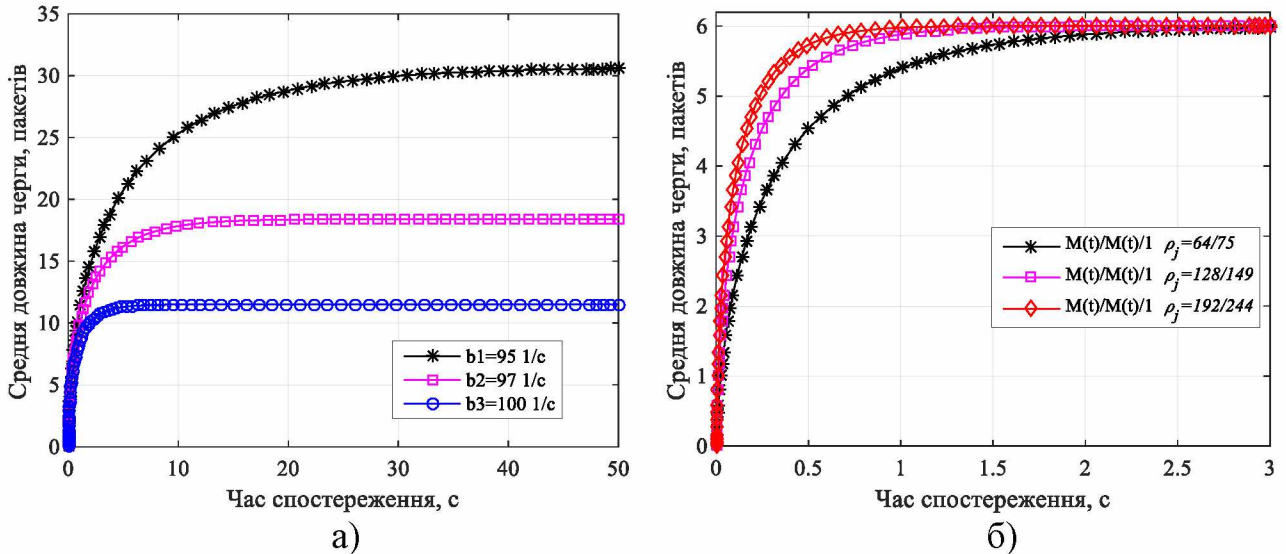 Средня довжина черги, пакетів
35
30
25
20
15
10
5
0
0 10 20 30 40 50
b1=95 1/c
b2=97 1/c
b3=100 1/c
Час спостереження, с
а)
Средня довжина черги, пакетів
6
5
4
3
2
1
0
0 0.5 1 1.5 2 2.5 3
M(t)/M(t)/1 ρj=64/75
M(t)/M(t)/1 ρj=128/149
M(t)/M(t)/1 ρj=192/244
Час спостереження, с
б)